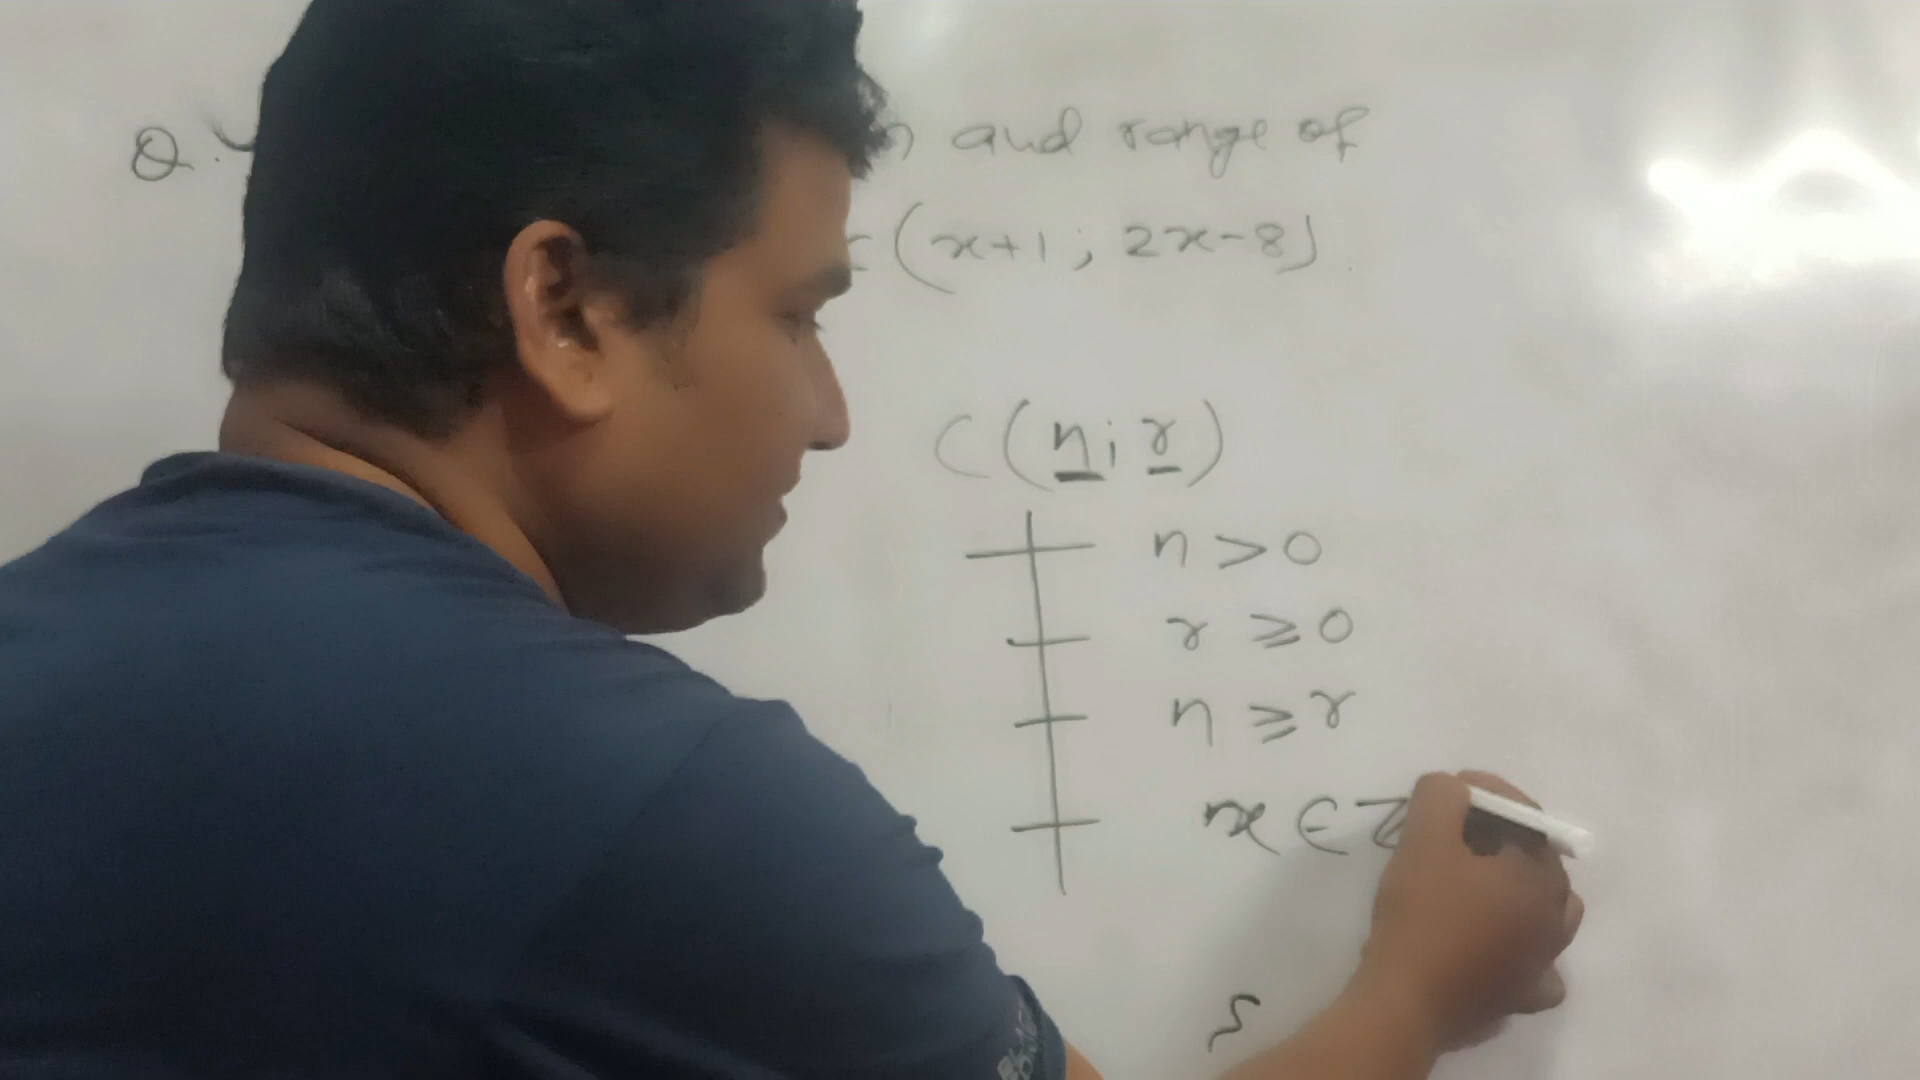 Q. and range of
(x+1; 2x-8)
C(n; r)
n > 0
r ⩾ 0
n ⩾ r
x ∈ Z